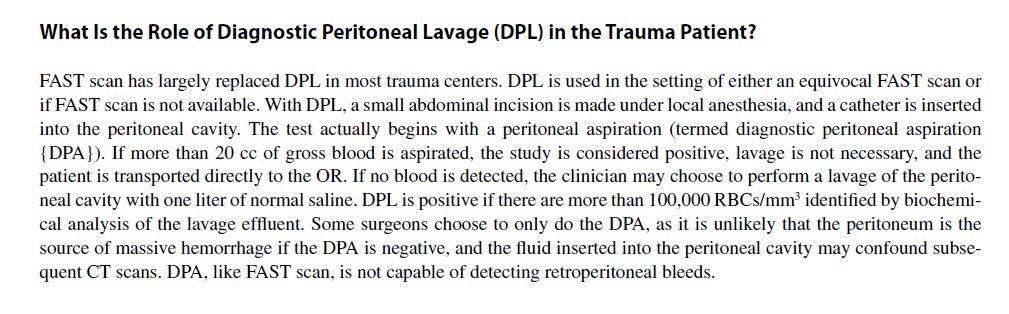 What Is the Role of Diagnostic Peritoneal Lavage (DPL) in the Trauma Patient?
FAST scan has largely replaced DPL in most trauma centers. DPL is used in the setting of either an equivocal FAST scan or
if FAST scan is not available. With DPL, a small abdominal incision is made under local anesthesia, and a catheter is inserted
into the peritoneal cavity. The test actually begins with a peritoneal aspiration (termed diagnostic peritoneal aspiration
{DPA}). If more than 20 cc of gross blood is aspirated, the study is considered positive, lavage is not necessary, and the
patient is transported directly to the OR. If no blood is detected, the clinician may choose to perform a lavage of the perito-
neal cavity with one liter of normal saline. DPL is positive if there are more than 100,000 RBCs/mm³ identified by biochemi-
cal analysis of the lavage effluent. Some surgeons choose to only do the DPA, as it is unlikely that the peritoneum is the
source of massive hemorrhage if the DPA is negative, and the fluid inserted into the peritoneal cavity may confound subse-
quent CT scans. DPA, like FAST scan, is not capable of detecting retroperitoneal bleeds.